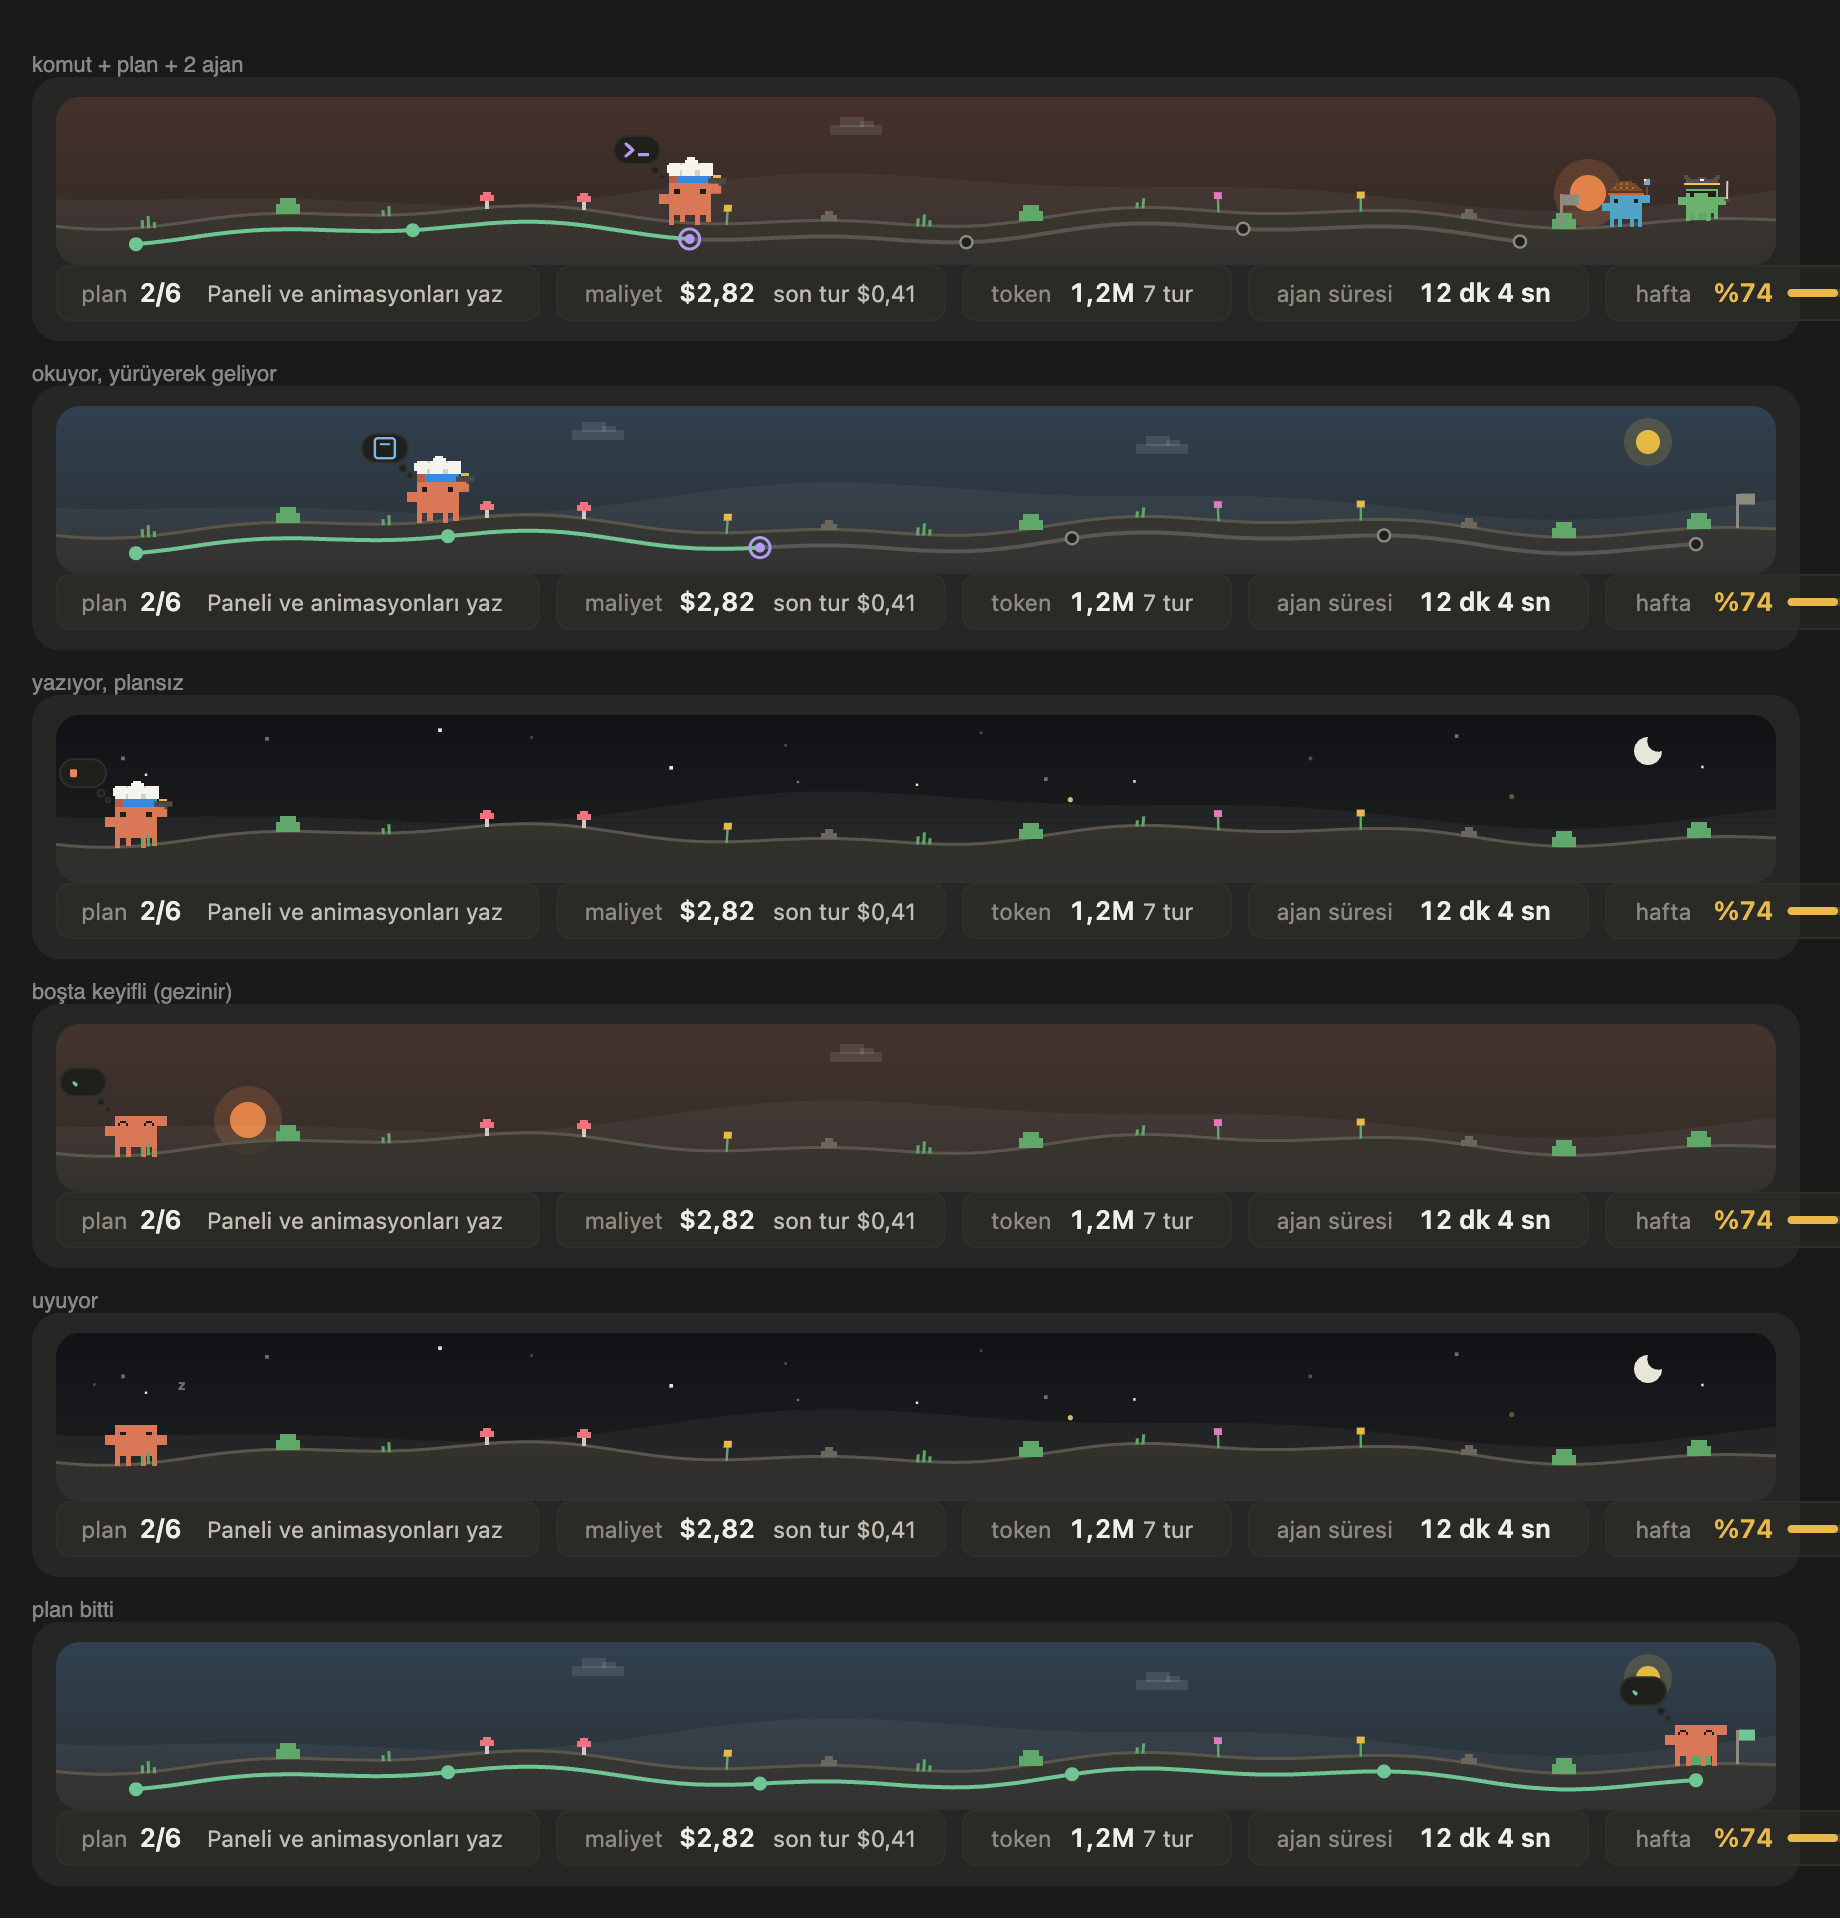 komut + plan + 2 ajan
>_
plan 2/6 Paneli ve animasyonları yaz maliyet $2,82 son tur $0,41 token 1,2M 7 tur ajan süresi 12 dk 4 sn hafta %74
okuyor, yürüyerek geliyor
plan 2/6 Paneli ve animasyonları yaz maliyet $2,82 son tur $0,41 token 1,2M 7 tur ajan süresi 12 dk 4 sn hafta %74
yazıyor, plansız
plan 2/6 Paneli ve animasyonları yaz maliyet $2,82 son tur $0,41 token 1,2M 7 tur ajan süresi 12 dk 4 sn hafta %74
boşta keyifli (gezinir)
plan 2/6 Paneli ve animasyonları yaz maliyet $2,82 son tur $0,41 token 1,2M 7 tur ajan süresi 12 dk 4 sn hafta %74
uyuyor
z
plan 2/6 Paneli ve animasyonları yaz maliyet $2,82 son tur $0,41 token 1,2M 7 tur ajan süresi 12 dk 4 sn hafta %74
plan bitti
plan 2/6 Paneli ve animasyonları yaz maliyet $2,82 son tur $0,41 token 1,2M 7 tur ajan süresi 12 dk 4 sn hafta %74